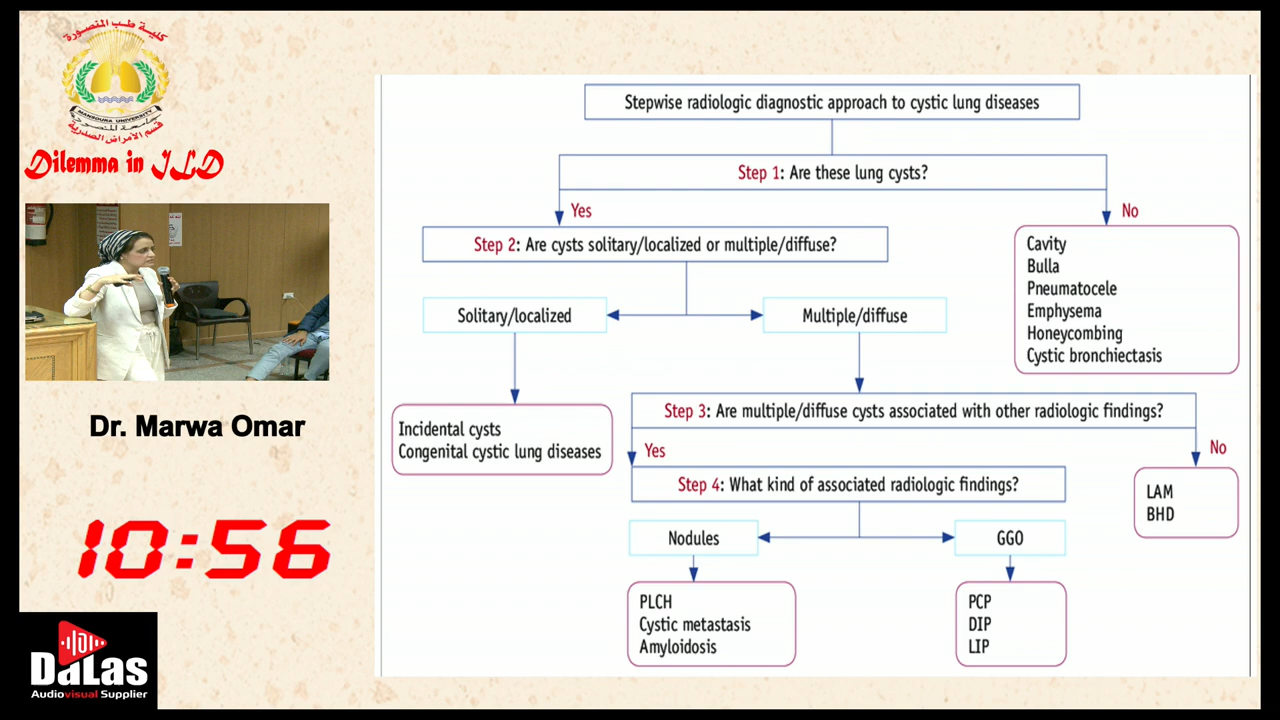 كلية طب المنصورة
MANSOURA UNIVERSITY
جامعة المنصورة
قسم الأمراض الصدرية
Dilemma in ILD
Dr. Marwa Omar
10:56
DaLas
Audiovisual Supplier
Stepwise radiologic diagnostic approach to cystic lung diseases
Step 1: Are these lung cysts?
Yes
No
Step 2: Are cysts solitary/localized or multiple/diffuse?
Cavity
Bulla
Pneumatocele
Emphysema
Honeycombing
Cystic bronchiectasis
Solitary/localized
Multiple/diffuse
Incidental cysts
Congenital cystic lung diseases
Step 3: Are multiple/diffuse cysts associated with other radiologic findings?
Yes
No
Step 4: What kind of associated radiologic findings?
LAM
BHD
Nodules
GGO
PLCH
Cystic metastasis
Amyloidosis
PCP
DIP
LIP